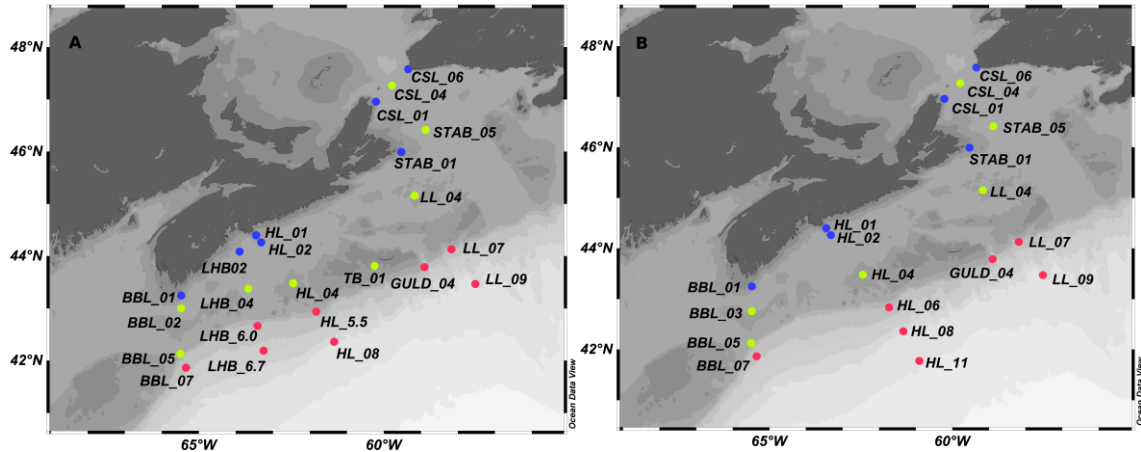 A
48°N
46°N
44°N
42°N
65°W
60°W
CSL_06
CSL_04
CSL_01
STAB_05
STAB_01
LL_04
HL_01
HL_02
LHB02
LL_07
TB_01
GULD_04
LL_09
BBL_01
LHB_04
HL_04
BBL_02
HL_5.5
LHB_6.0
HL_08
BBL_05
LHB_6.7
BBL_07
Ocean Data View
B
48°N
46°N
44°N
42°N
65°W
60°W
CSL_06
CSL_04
CSL_01
STAB_05
STAB_01
LL_04
HL_01
HL_02
LL_07
HL_04
GULD_04
LL_09
BBL_01
HL_06
BBL_03
HL_08
BBL_05
BBL_07
HL_11
Ocean Data View